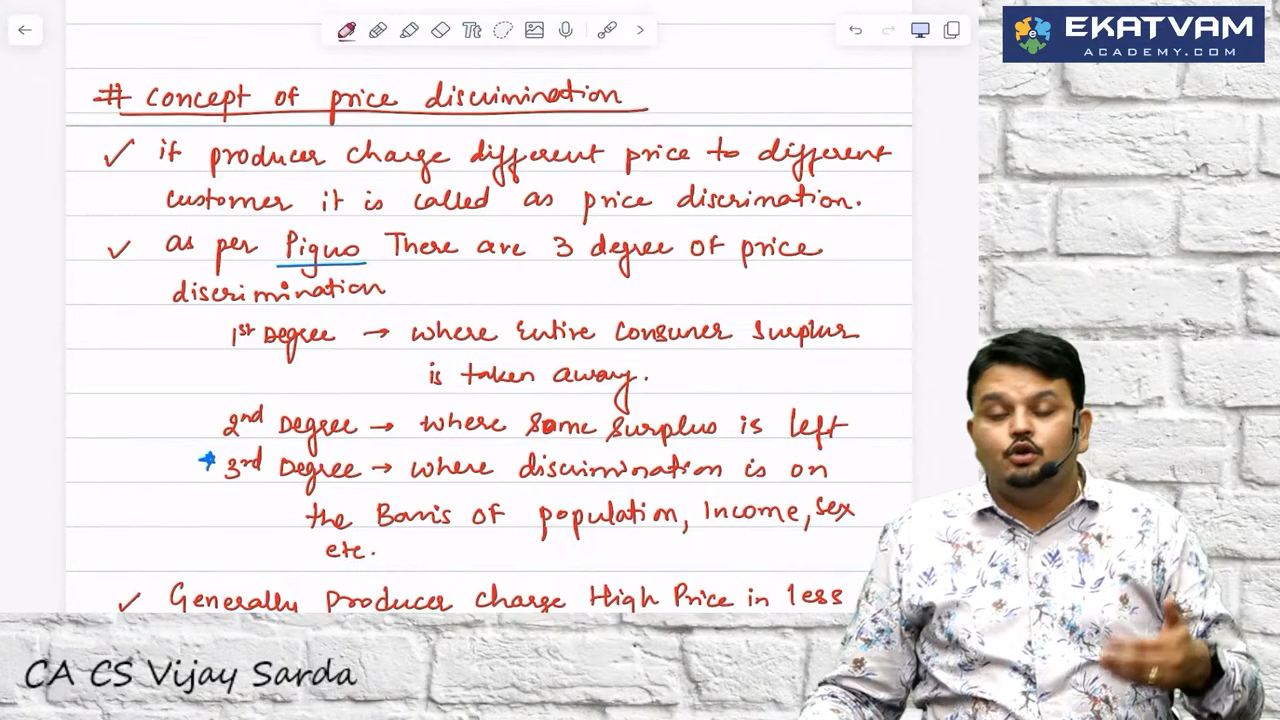 EKATVAM
ACADEMY.COM
Tt
# Concept of price discrimination
✓ if producer charge different price to different
customer it is called as price discrimation.
✓ as per Piguo There are 3 degree of price
discrimination
1st Degree → where Entire Consuner Surplus
is taken away.
2nd Degree → where some surplus is left
3rd Degree → where discrimination is on
the Basis of population, Income, Sex
etc.
✓ Generally producer charge High Price in less
CA CS Vijay Sarda